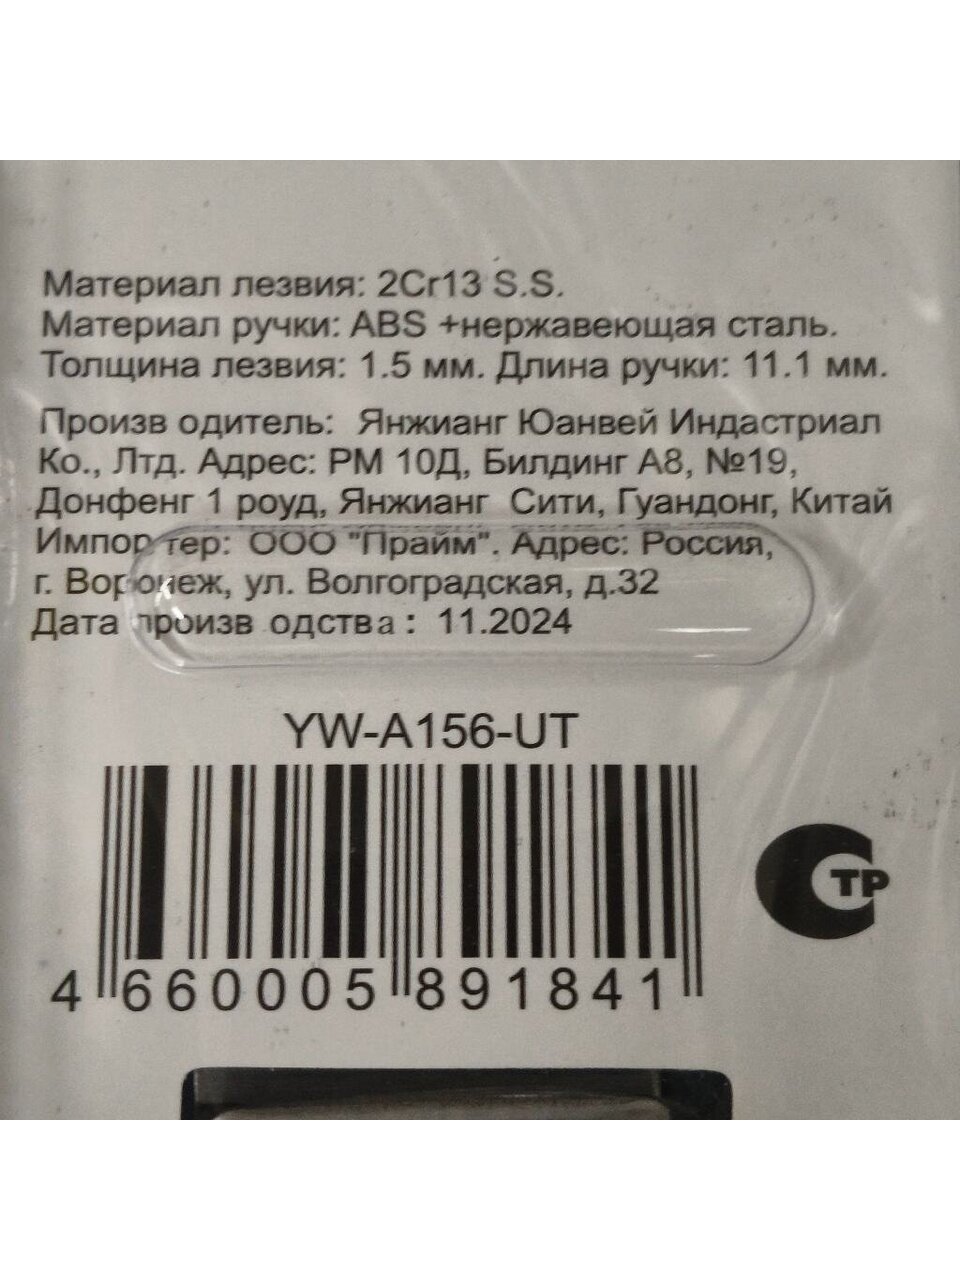 Материал лезвия: 2Cr13 S.S.
Материал ручки: ABS +нержавеющая сталь.
Толщина лезвия: 1.5 мм. Длина ручки: 11.1 мм.
Произв одитель: Янжианг Юанвей Индастриал
Ко., Лтд. Адрес: РМ 10Д, Билдинг А8, №19,
Донфенг 1 роуд, Янжианг Сити, Гуандонг, Китай
Импор тер: ООО "Прайм". Адрес: Россия,
г. Воронеж, ул. Волгоградская, д.32
Дата произв одства: 11.2024
YW-A156-UT
4 660005 891841
СТР